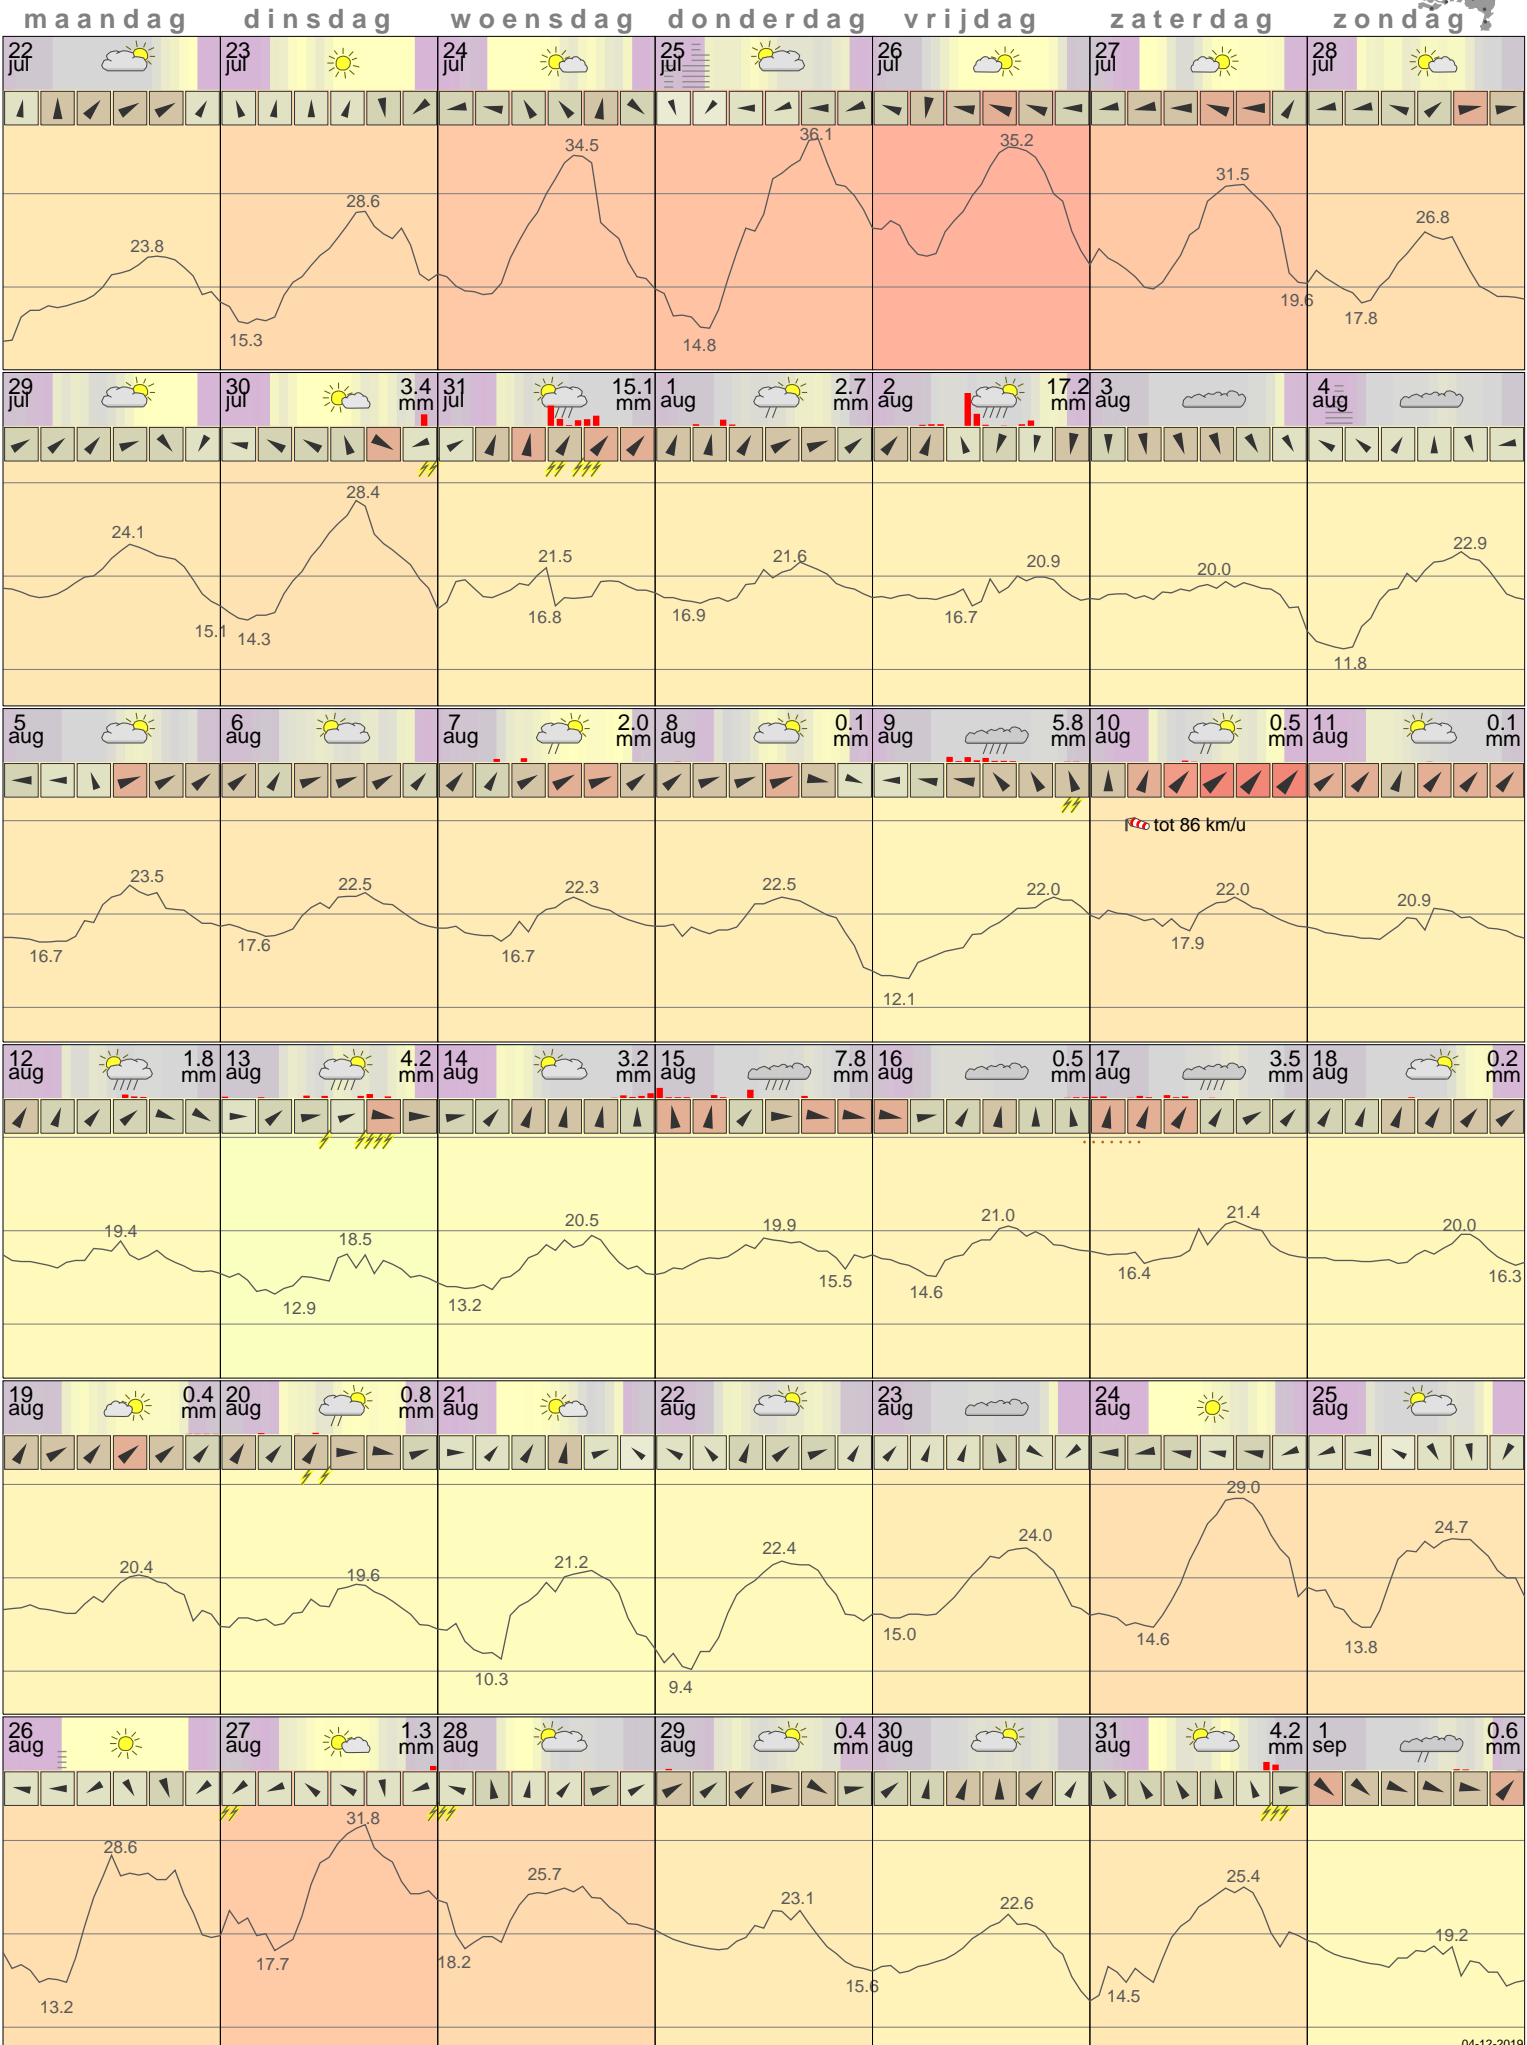 maandag dinsdag woensdag donderdag vrijdag zaterdag zondag
22 23 24 25 26 27 28
jul jul jul jul jul jul jul
36.1
34.5 35.2
31.5
28.6
26.8
23.8
19.6
17.8
15.3 14.8
29 30 3.4 31 15.1 1 2.7 2 17.2 3 4
jul jul mm jul mm aug mm aug mm aug aug
28.4
24.1
21.5 21.6 20.9 20.0 22.9
16.8 16.9 16.7
15.1 14.3
11.8
5 6 7 2.0 8 0.1 9 5.8 10 0.5 11 0.1
aug aug aug mm aug mm aug mm aug mm aug mm
tot 86 km/u
23.5 22.5 22.3 22.5 22.0 22.0 20.9
16.7 17.6 16.7 17.9
12.1
12 1.8 13 4.2 14 3.2 15 7.8 16 0.5 17 3.5 18 0.2
aug mm aug mm aug mm aug mm aug mm aug mm aug mm
19.4 18.5 20.5 19.9 21.0 21.4 20.0
12.9 13.2 15.5 14.6 16.4 16.3
19 0.4 20 0.8 21 22 23 24 25
aug mm aug mm aug aug aug aug aug
29.0
20.4 19.6 21.2 22.4 24.0 24.7
15.0 14.6 13.8
10.3 9.4
26 27 1.3 28 29 0.4 30 31 4.2 1 0.6
aug aug mm aug aug mm aug aug mm sep mm
31.8
28.6
25.7 23.1 22.6 25.4
19.2
17.7 18.2
15.6 14.5
13.2
04-12-2019